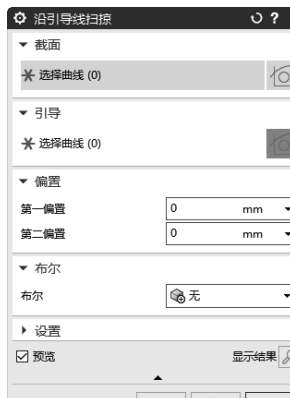 沿引导线扫掠 ?
截面
选择曲线 (0)
引导
选择曲线 (0)
偏置
第一偏置 0 mm
第二偏置 0 mm
布尔
布尔 无
设置
预览 显示结果